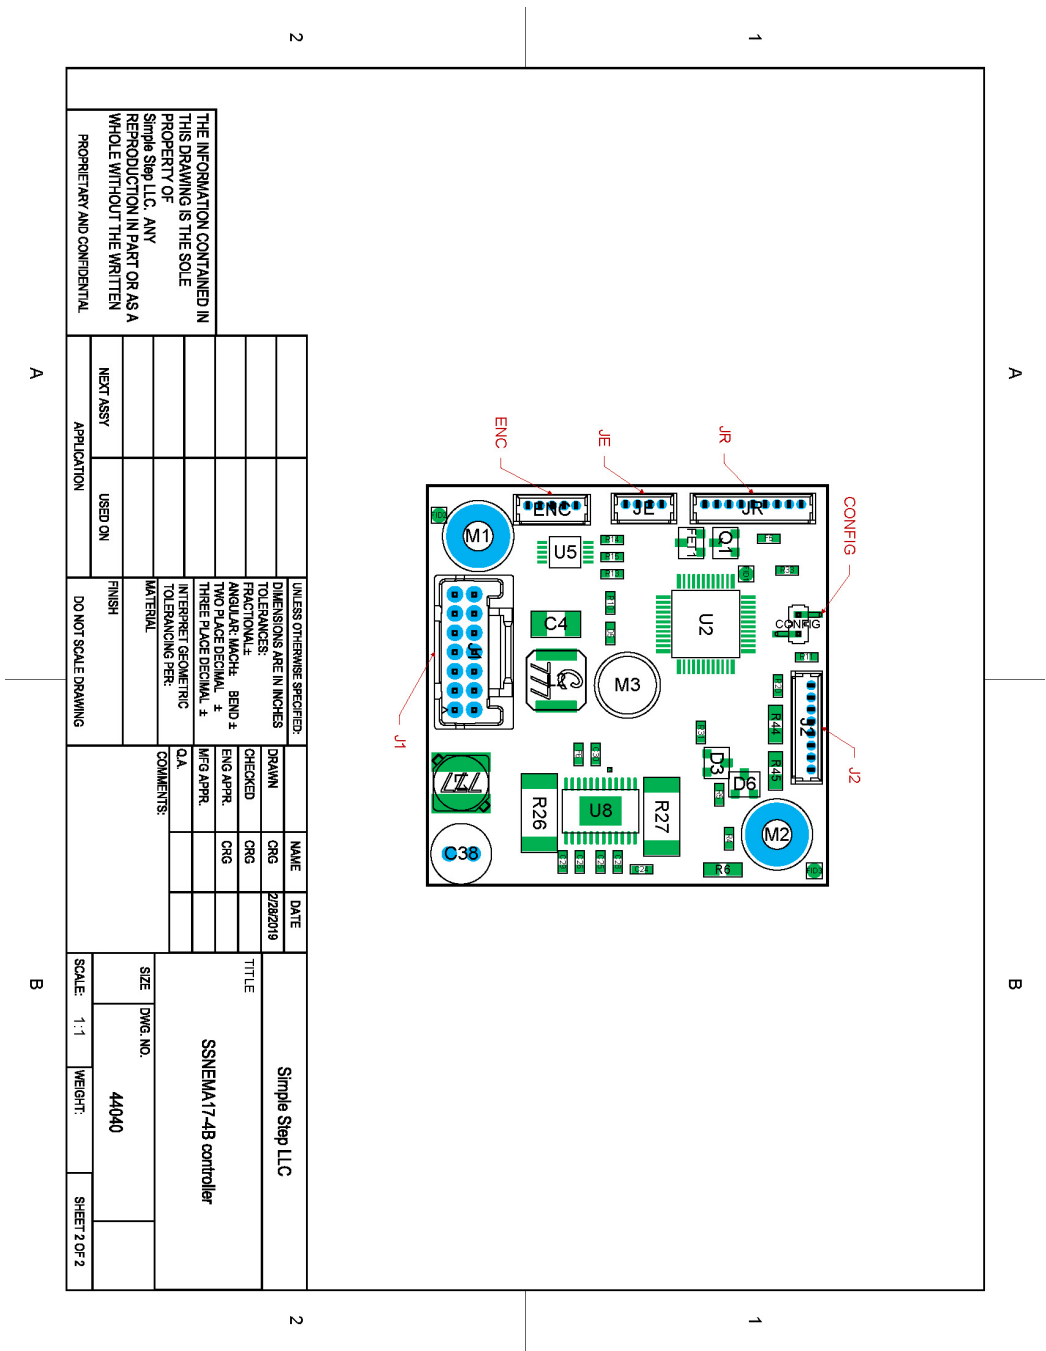 2
1
A
A
B
B
2
1
ENC
JE
JR
CONFIG
J1
J2
ENC
JE
JR
M1
U5
FET1
Q1
C4
U2
CONFIG
J1
M3
J2
R44
R45
D3
D6
R26
U8
R27
M2
C38
R6
C24
THE INFORMATION CONTAINED IN
THIS DRAWING IS THE SOLE
PROPERTY OF
Simple Step LLC. ANY
REPRODUCTION IN PART OR AS A
WHOLE WITHOUT THE WRITTEN
PROPRIETARY AND CONFIDENTIAL
NEXT ASSY
USED ON
APPLICATION
UNLESS OTHERWISE SPECIFIED:
DIMENSIONS ARE IN INCHES
TOLERANCES:
FRACTIONAL±
ANGULAR: MACH± BEND ±
TWO PLACE DECIMAL ±
THREE PLACE DECIMAL ±
INTERPRET GEOMETRIC
TOLERANCING PER:
MATERIAL
FINISH
DO NOT SCALE DRAWING
NAME
DATE
DRAWN
CRG
2/28/2019
CHECKED
CRG
ENG APPR.
CRG
MFG APPR.
Q.A.
COMMENTS:
Simple Step LLC
TITLE
SSNEMA17-4B controller
SIZE
DWG. NO.
44040
SCALE: 1:1
WEIGHT:
SHEET 2 OF 2